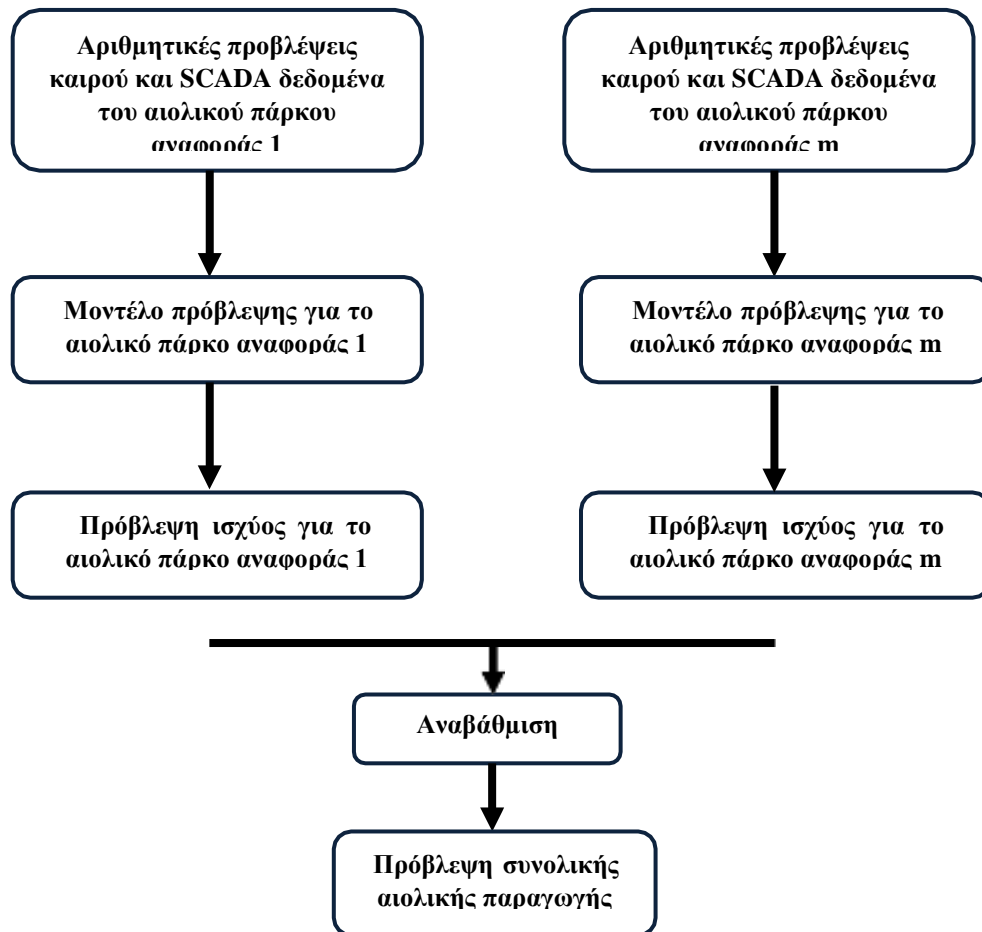 Αριθμητικές προβλέψεις
καιρού και SCADA δεδομένα
του αιολικού πάρκου
αναφοράς 1
Αριθμητικές προβλέψεις
καιρού και SCADA δεδομένα
του αιολικού πάρκου
αναφοράς m
Μοντέλο πρόβλεψης για το
αιολικό πάρκο αναφοράς 1
Μοντέλο πρόβλεψης για το
αιολικό πάρκο αναφοράς m
Πρόβλεψη ισχύος για το
αιολικό πάρκο αναφοράς 1
Πρόβλεψη ισχύος για το
αιολικό πάρκο αναφοράς m
Αναβάθμιση
Πρόβλεψη συνολικής
αιολικής παραγωγής